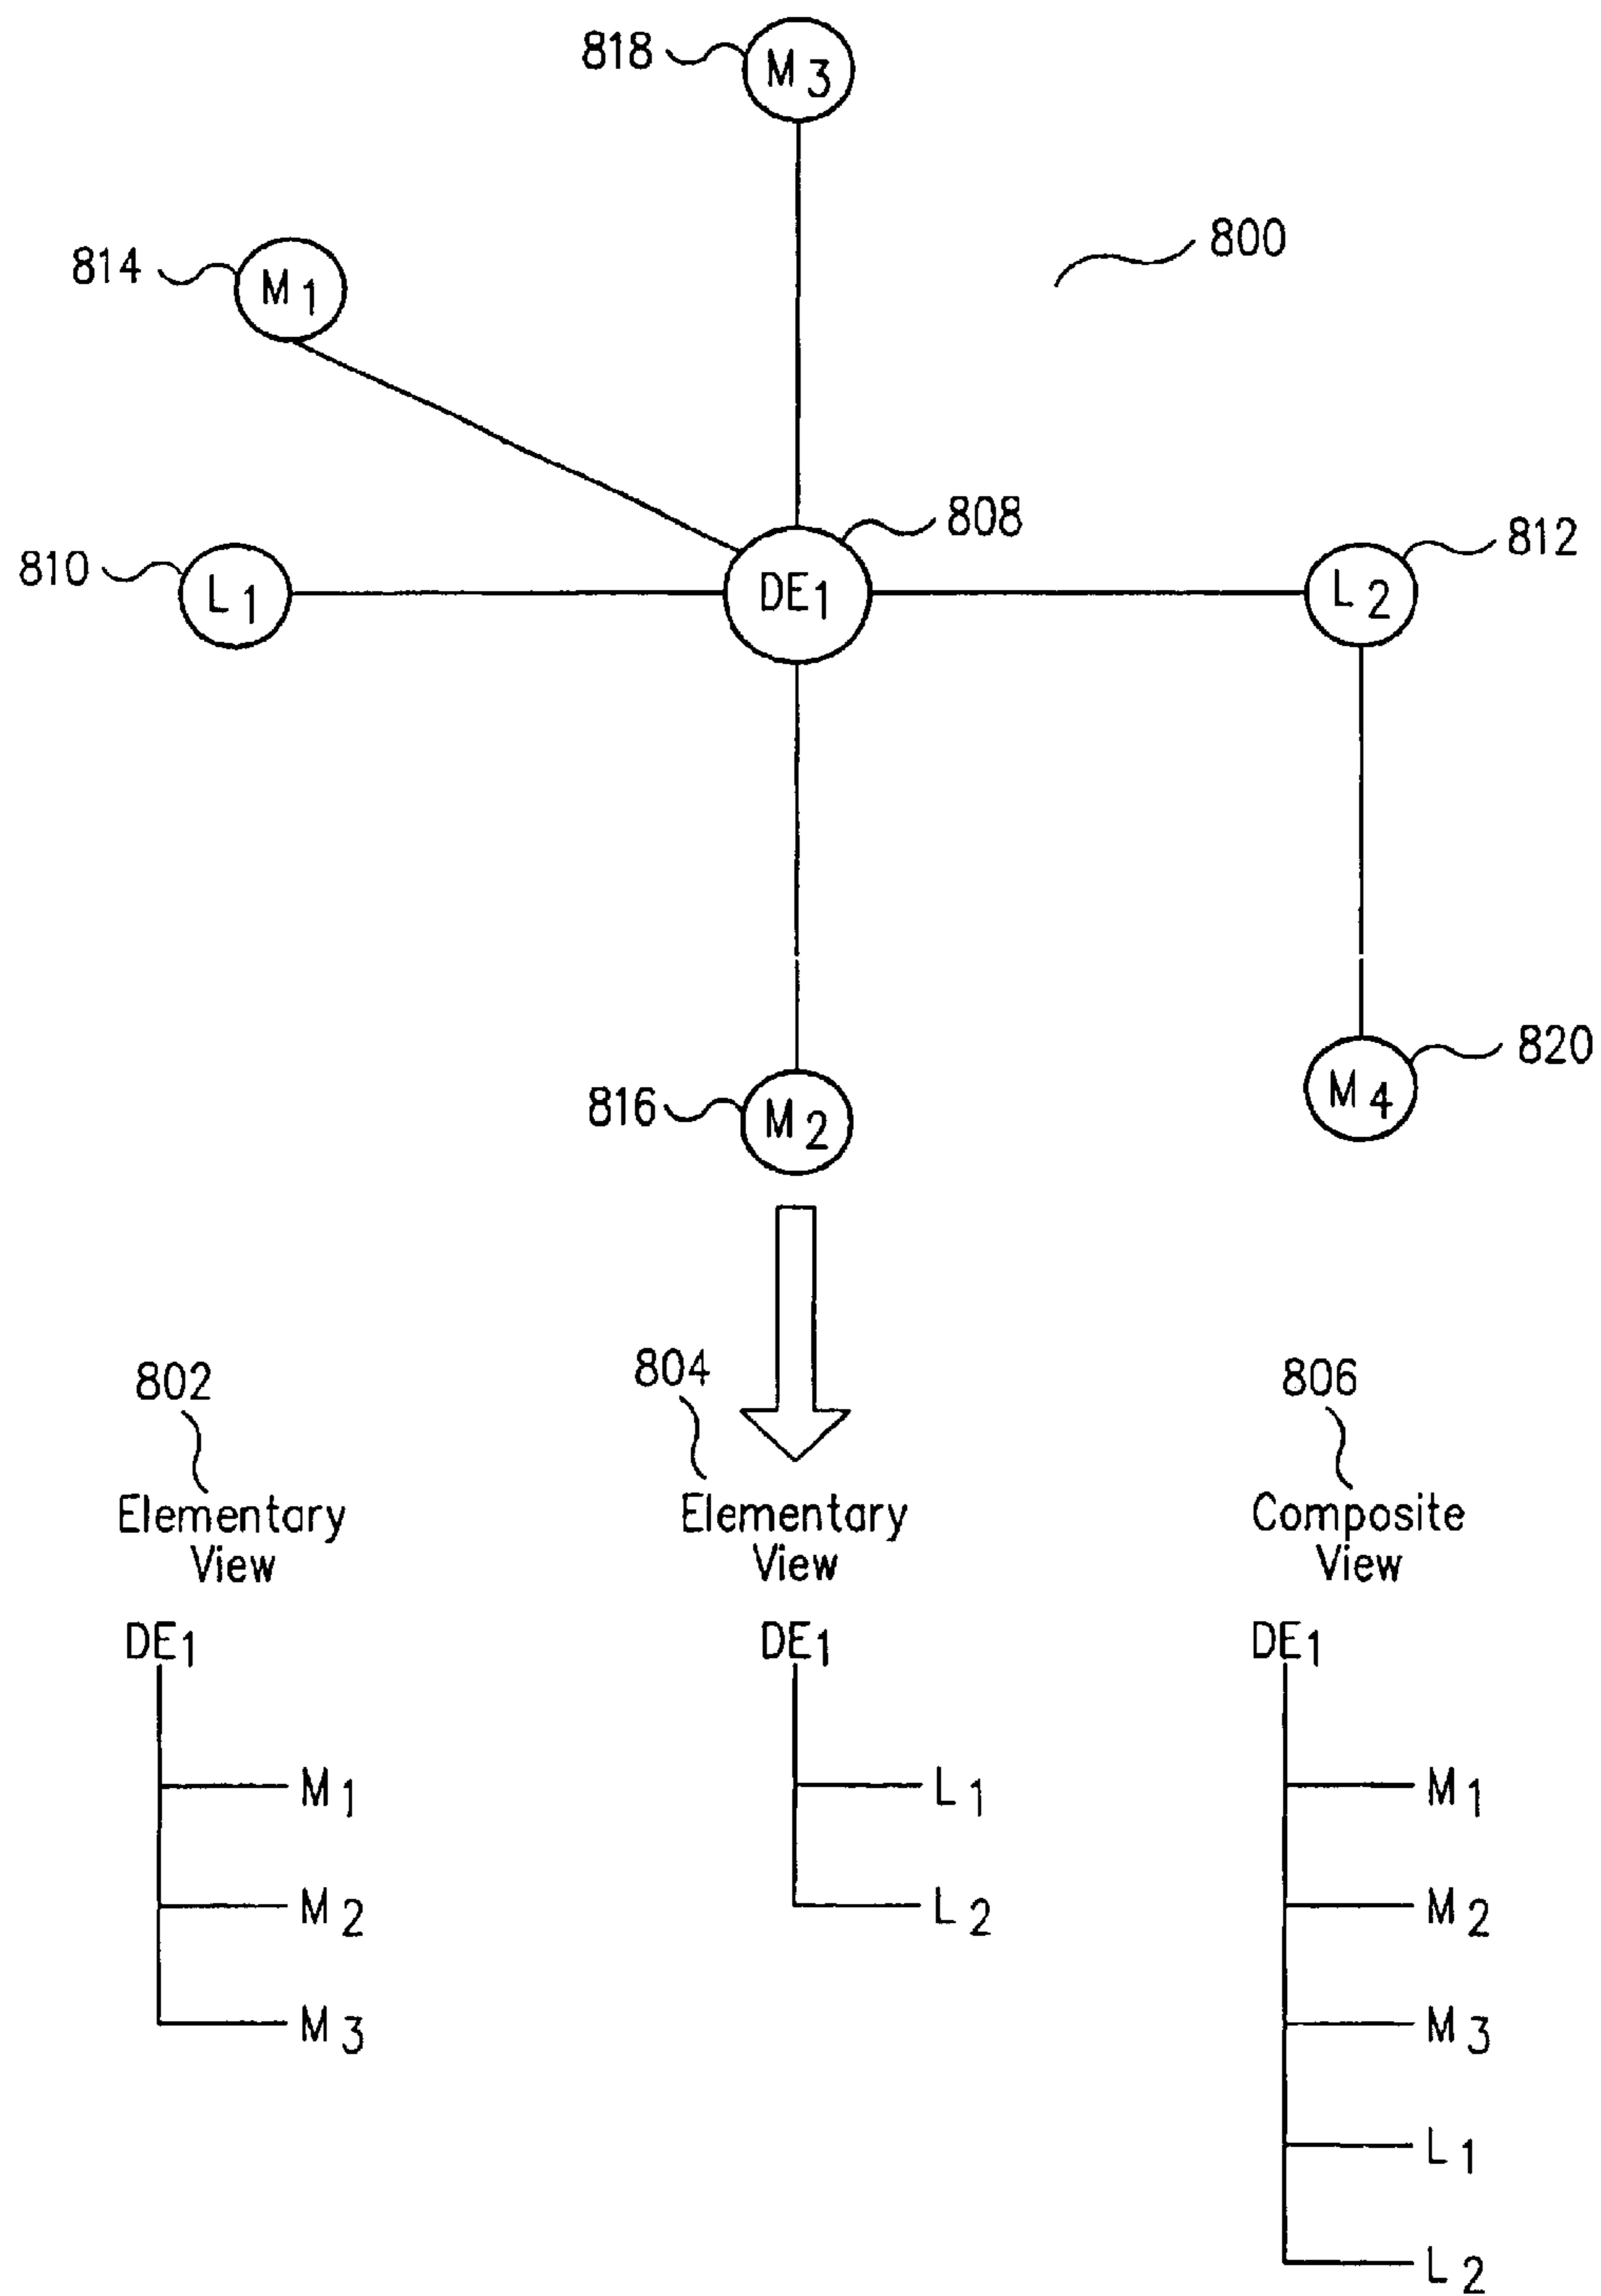 818 M3
800
814 M1
808
812
810 L1 DE1 L2
820
816 M2 M4
802 804 806
Elementary View
Elementary View
Composite View
DE1
M1
M2
M3
DE1
L1
L2
DE1
M1
M2
M3
L1
L2